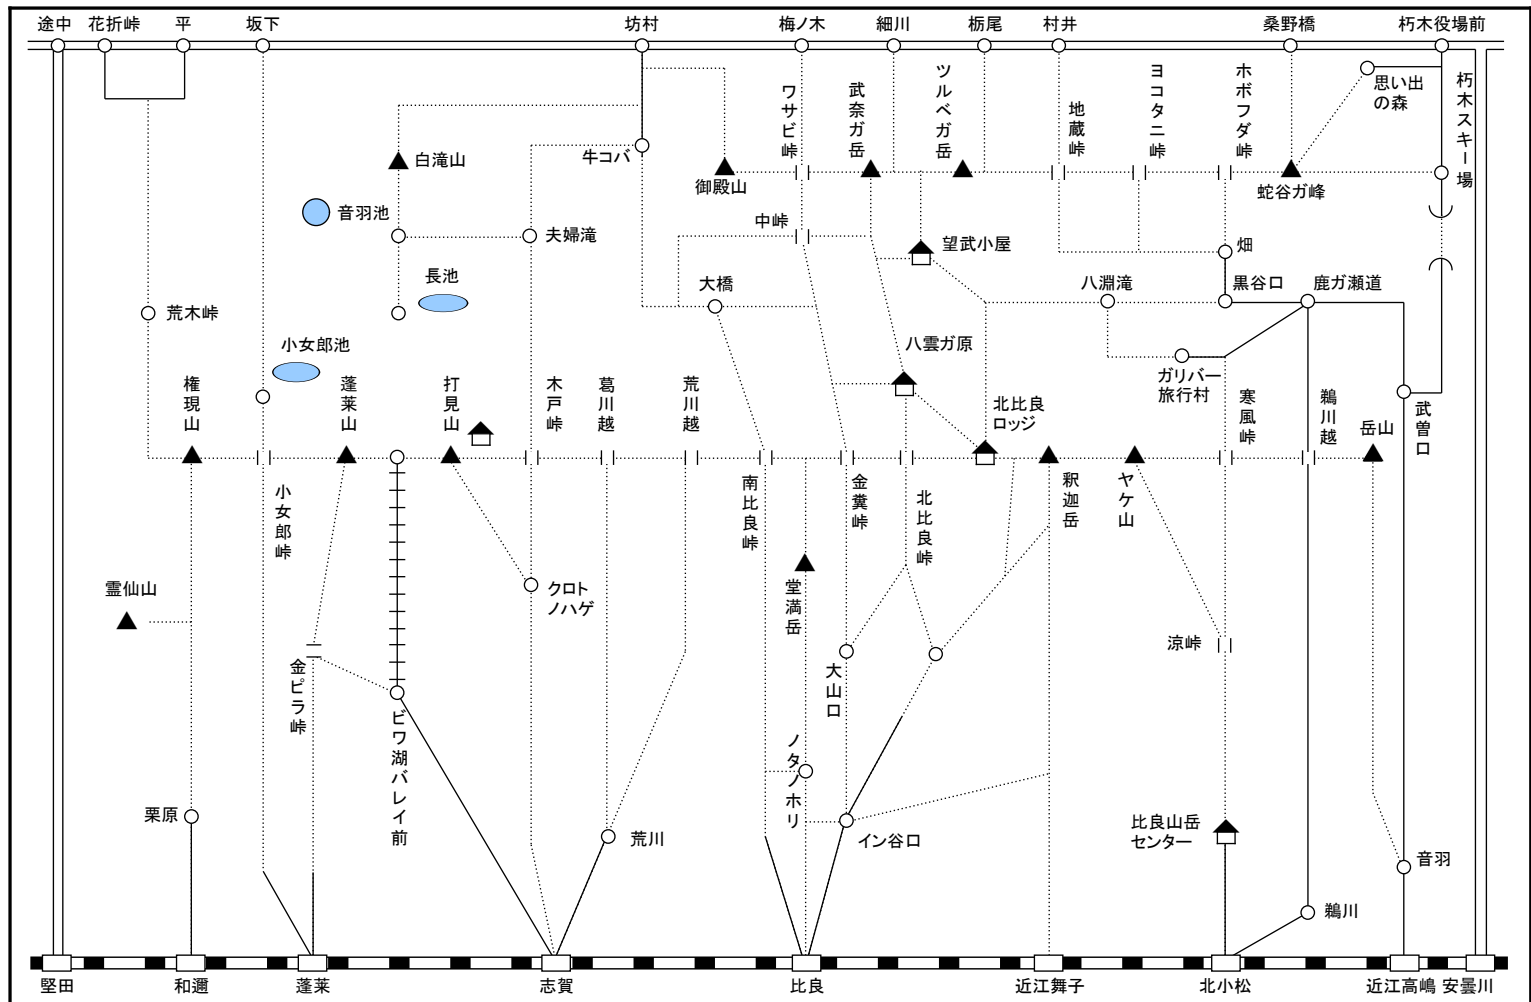 途中
花折峠
平
坂下
坊村
梅ノ木
細川
栃尾
村井
桑野橋
朽木役場前
ワサビ峠
武奈ガ岳
ツルベガ岳
地蔵峠
ヨコタニ峠
ホボフダ峠
思い出
の森
朽木スキー場
白滝山
牛コバ
御殿山
蛇谷ガ峰
音羽池
夫婦滝
中峠
望武小屋
畑
長池
大橋
八淵滝
黒谷口
鹿ガ瀬道
荒木峠
小女郎池
八雲ガ原
ガリバー
旅行村
権現山
蓬莱山
打見山
木戸峠
葛川越
荒川越
北比良
ロッジ
寒風峠
鵜川越
岳山
武曽口
小女郎峠
南比良峠
金糞峠
北比良峠
釈迦岳
ヤケ山
霊仙山
クロト
ノハゲ
堂満岳
涼峠
金ピラ峠
大山口
ビワ湖バレイ前
ノタノホリ
栗原
荒川
イン谷口
比良山岳
センター
音羽
鵜川
堅田
和邇
蓬莱
志賀
比良
近江舞子
北小松
近江高嶋
安曇川